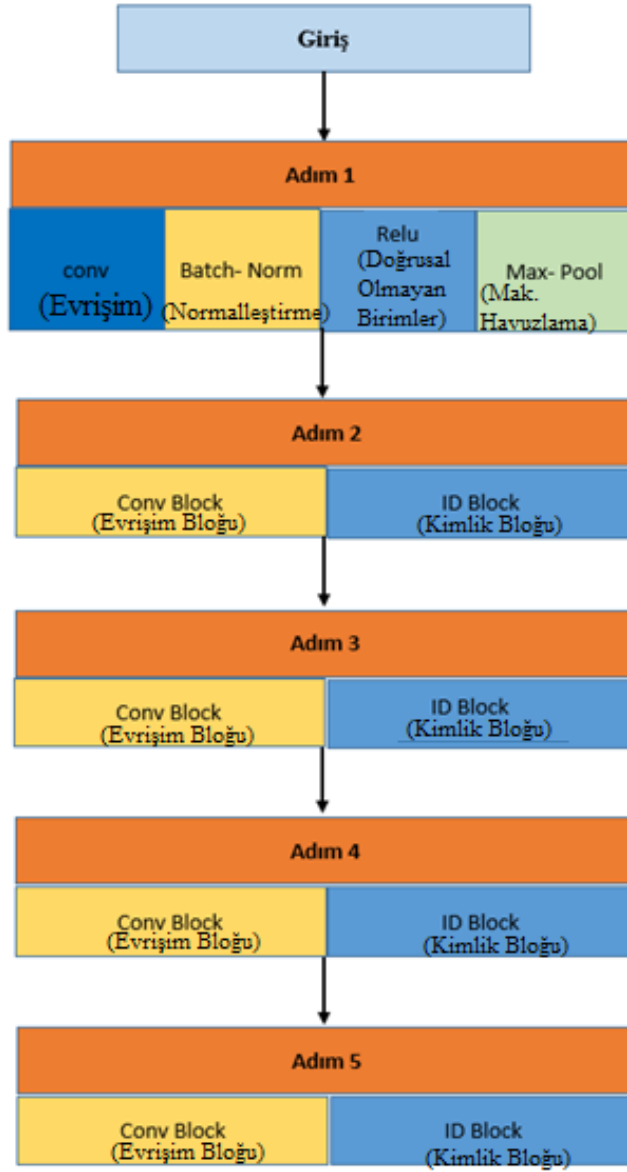 Giriş
Adım 1
conv
(Evrişim)
Batch- Norm
(Normalleştirme)
Relu
(Doğrusal
Olmayan
Birimler)
Max- Pool
(Mak.
Havuzlama)
Adım 2
Conv Block
(Evrişim Bloğu)
ID Block
(Kimlik Bloğu)
Adım 3
Conv Block
(Evrişim Bloğu)
ID Block
(Kimlik Bloğu)
Adım 4
Conv Block
(Evrişim Bloğu)
ID Block
(Kimlik Bloğu)
Adım 5
Conv Block
(Evrişim Bloğu)
ID Block
(Kimlik Bloğu)